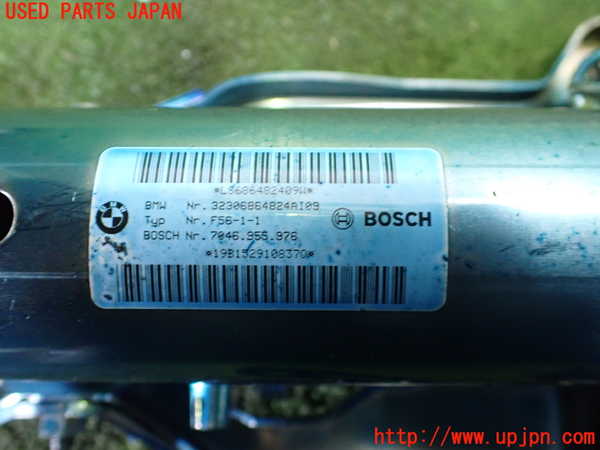 USED PARTS JAPAN
*LS686482409W*
BMW Nr. 32306864824AI09
Typ Nr. F56-1-1
BOSCH
BOSCH Nr. 7046.955.976
*19B1529108370*
http://www.upjpn.com/